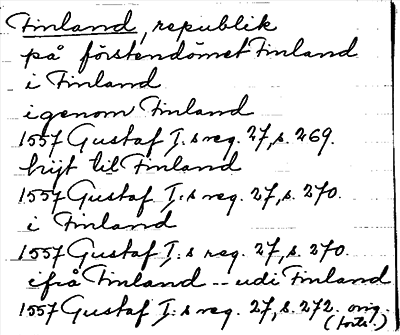 Finland, republik
på förstendömet Finland
i Finland
igenom Finland
1557 Gustaf I:s reg. 27, s. 269.
hijt til Finland
1557 Gustaf I:s reg. 27, s. 270.
i Finland
1557 Gustaf I:s reg. 27, s. 270.
ifrå Finland -- udi Finland
1557 Gustaf I:s reg. 27, s. 272. orig.